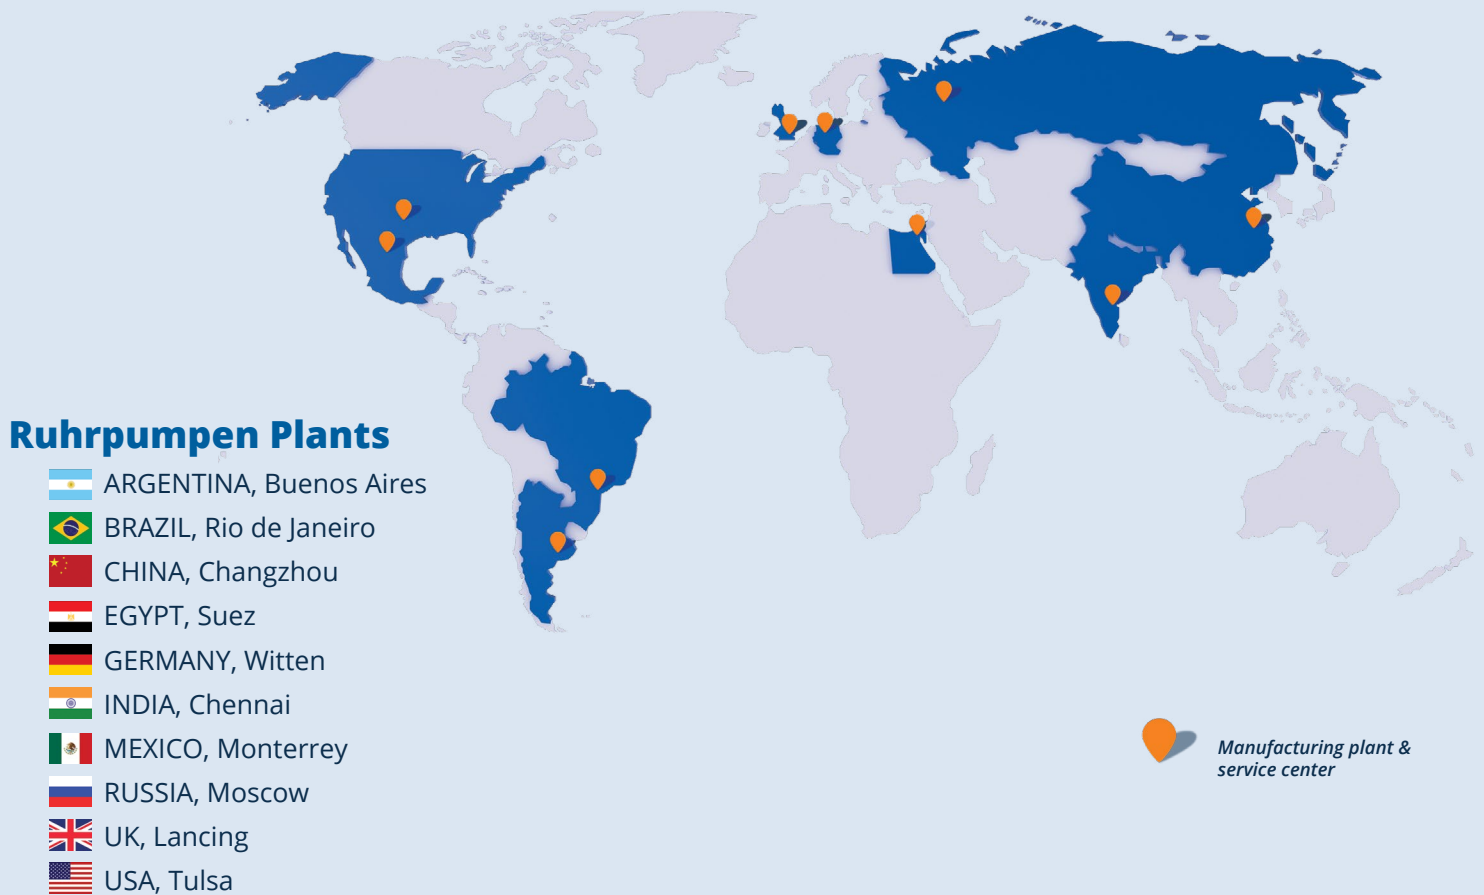 Ruhrpumpen Plants
ARGENTINA, Buenos Aires
BRAZIL, Rio de Janeiro
CHINA, Changzhou
EGYPT, Suez
GERMANY, Witten
INDIA, Chennai
MEXICO, Monterrey
RUSSIA, Moscow
UK, Lancing
USA, Tulsa
Manufacturing plant &
service center